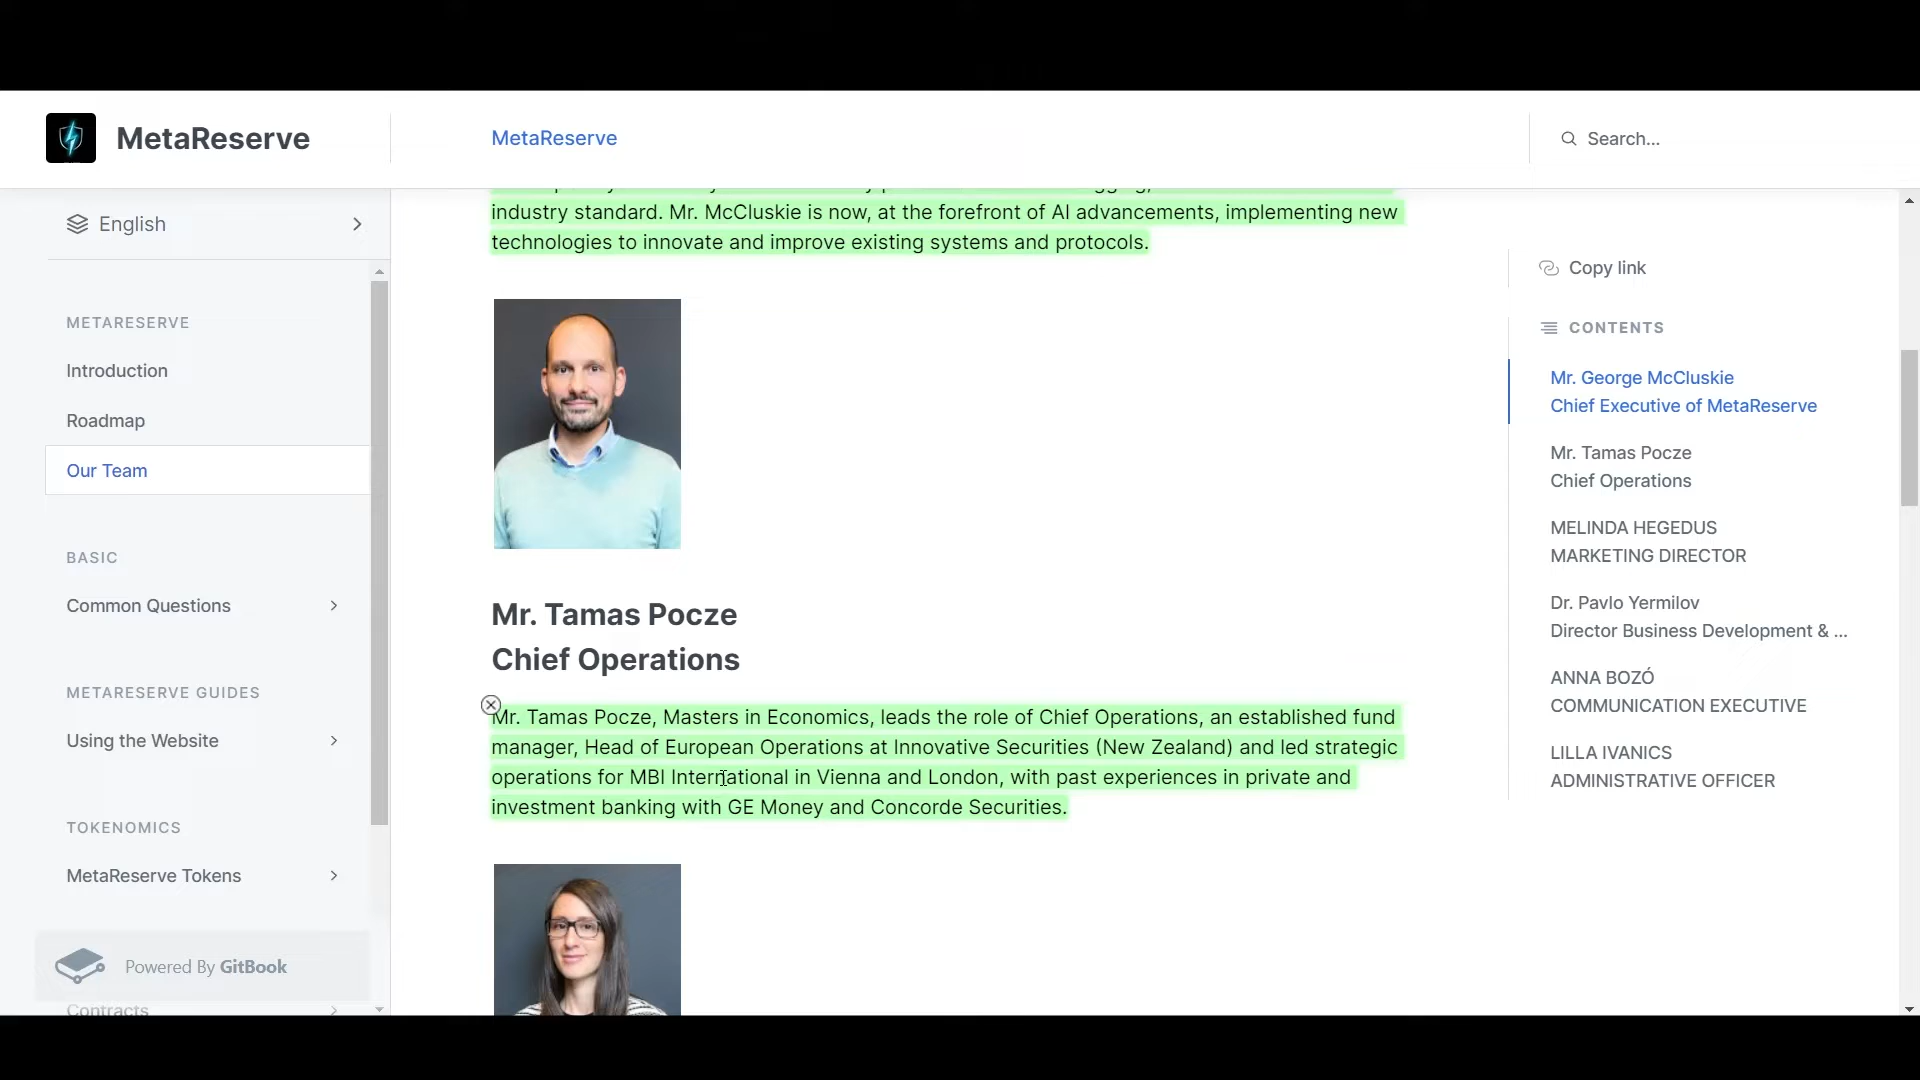 MetaReserve
MetaReserve
Search...
English
METARESERVE
Introduction
Roadmap
Our Team
BASIC
Common Questions
METARESERVE GUIDES
Using the Website
TOKENOMICS
MetaReserve Tokens
Powered By GitBook
Contracts
industry standard. Mr. McCluskie is now, at the forefront of AI advancements, implementing new
technologies to innovate and improve existing systems and protocols.
Mr. Tamas Pocze
Chief Operations
Mr. Tamas Pocze, Masters in Economics, leads the role of Chief Operations, an established fund
manager, Head of European Operations at Innovative Securities (New Zealand) and led strategic
operations for MBI International in Vienna and London, with past experiences in private and
investment banking with GE Money and Concorde Securities.
Copy link
CONTENTS
Mr. George McCluskie
Chief Executive of MetaReserve
Mr. Tamas Pocze
Chief Operations
MELINDA HEGEDUS
MARKETING DIRECTOR
Dr. Pavlo Yermilov
Director Business Development & ...
ANNA BOZÓ
COMMUNICATION EXECUTIVE
LILLA IVANICS
ADMINISTRATIVE OFFICER